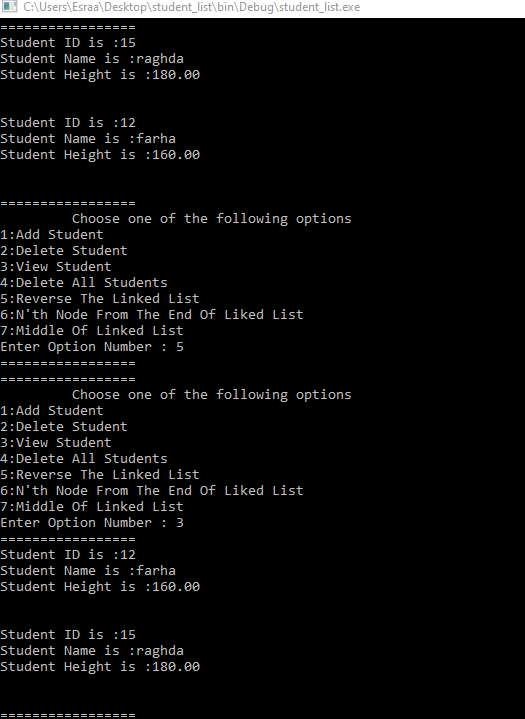 C:\Users\Esraa\Desktop\student_list\bin\Debug\student_list.exe
=================
Student ID is :15
Student Name is :raghda
Student Height is :180.00
Student ID is :12
Student Name is :farha
Student Height is :160.00
=================
Choose one of the following options
1:Add Student
2:Delete Student
3:View Student
4:Delete All Students
5:Reverse The Linked List
6:N'th Node From The End Of Liked List
7:Middle Of Linked List
Enter Option Number : 5
=================
=================
Choose one of the following options
1:Add Student
2:Delete Student
3:View Student
4:Delete All Students
5:Reverse The Linked List
6:N'th Node From The End Of Liked List
7:Middle Of Linked List
Enter Option Number : 3
=================
Student ID is :12
Student Name is :farha
Student Height is :160.00
Student ID is :15
Student Name is :raghda
Student Height is :180.00
=================